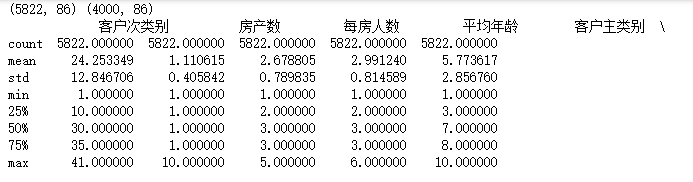 (5822, 86) (4000, 86)
客户次类别 房产数 每房人数 平均年龄 客户主类别 \
count 5822.000000 5822.000000 5822.000000 5822.000000 5822.000000
mean 24.253349 1.110615 2.678805 2.991240 5.773617
std 12.846706 0.405842 0.789835 0.814589 2.856760
min 1.000000 1.000000 1.000000 1.000000 1.000000
25% 10.000000 1.000000 2.000000 2.000000 3.000000
50% 30.000000 1.000000 3.000000 3.000000 7.000000
75% 35.000000 1.000000 3.000000 3.000000 8.000000
max 41.000000 10.000000 5.000000 6.000000 10.000000